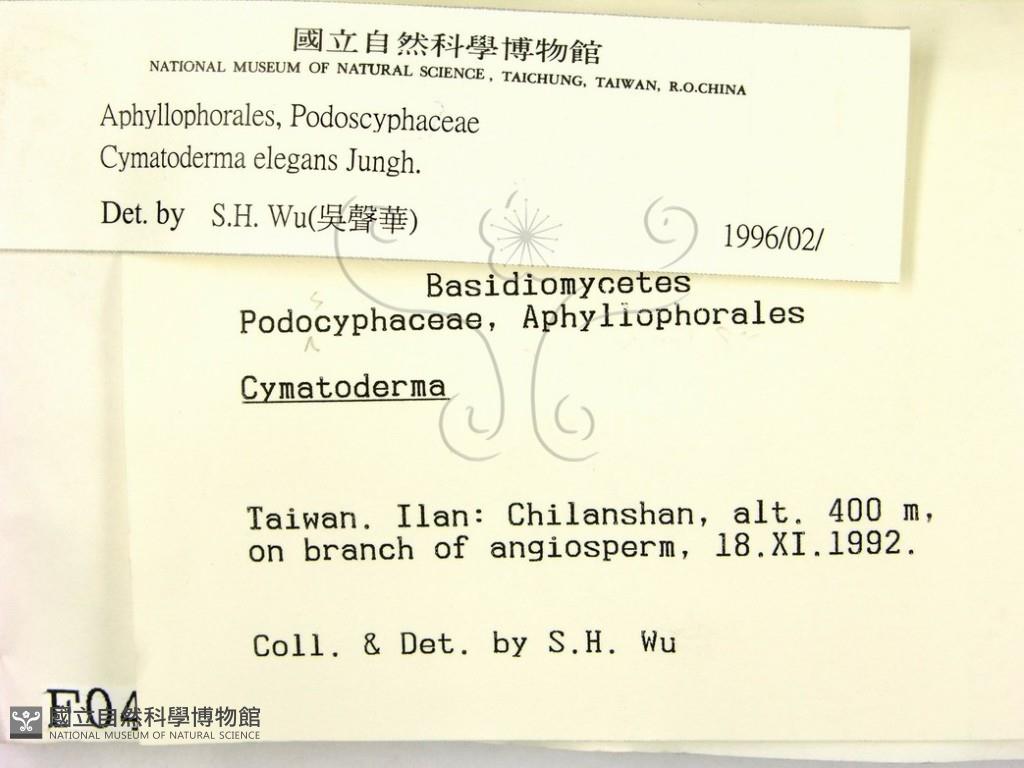 國立自然科學博物館
NATIONAL MUSEUM OF NATURAL SCIENCE, TAICHUNG, TAIWAN, R.O.CHINA
Aphyllophorales, Podoscyphaceae
Cymatoderma elegans Jungh.
Det. by S.H. Wu(吳聲華)
1996/02/
Basidiomycetes
s
Podocyphaceae, Aphyllophorales
Cymatoderma
Taiwan. Ilan: Chilanshan, alt. 400 m,
on branch of angiosperm, 18.XI.1992.
Coll. & Det. by S.H. Wu
F04
國立自然科學博物館
NATIONAL MUSEUM OF NATURAL SCIENCE